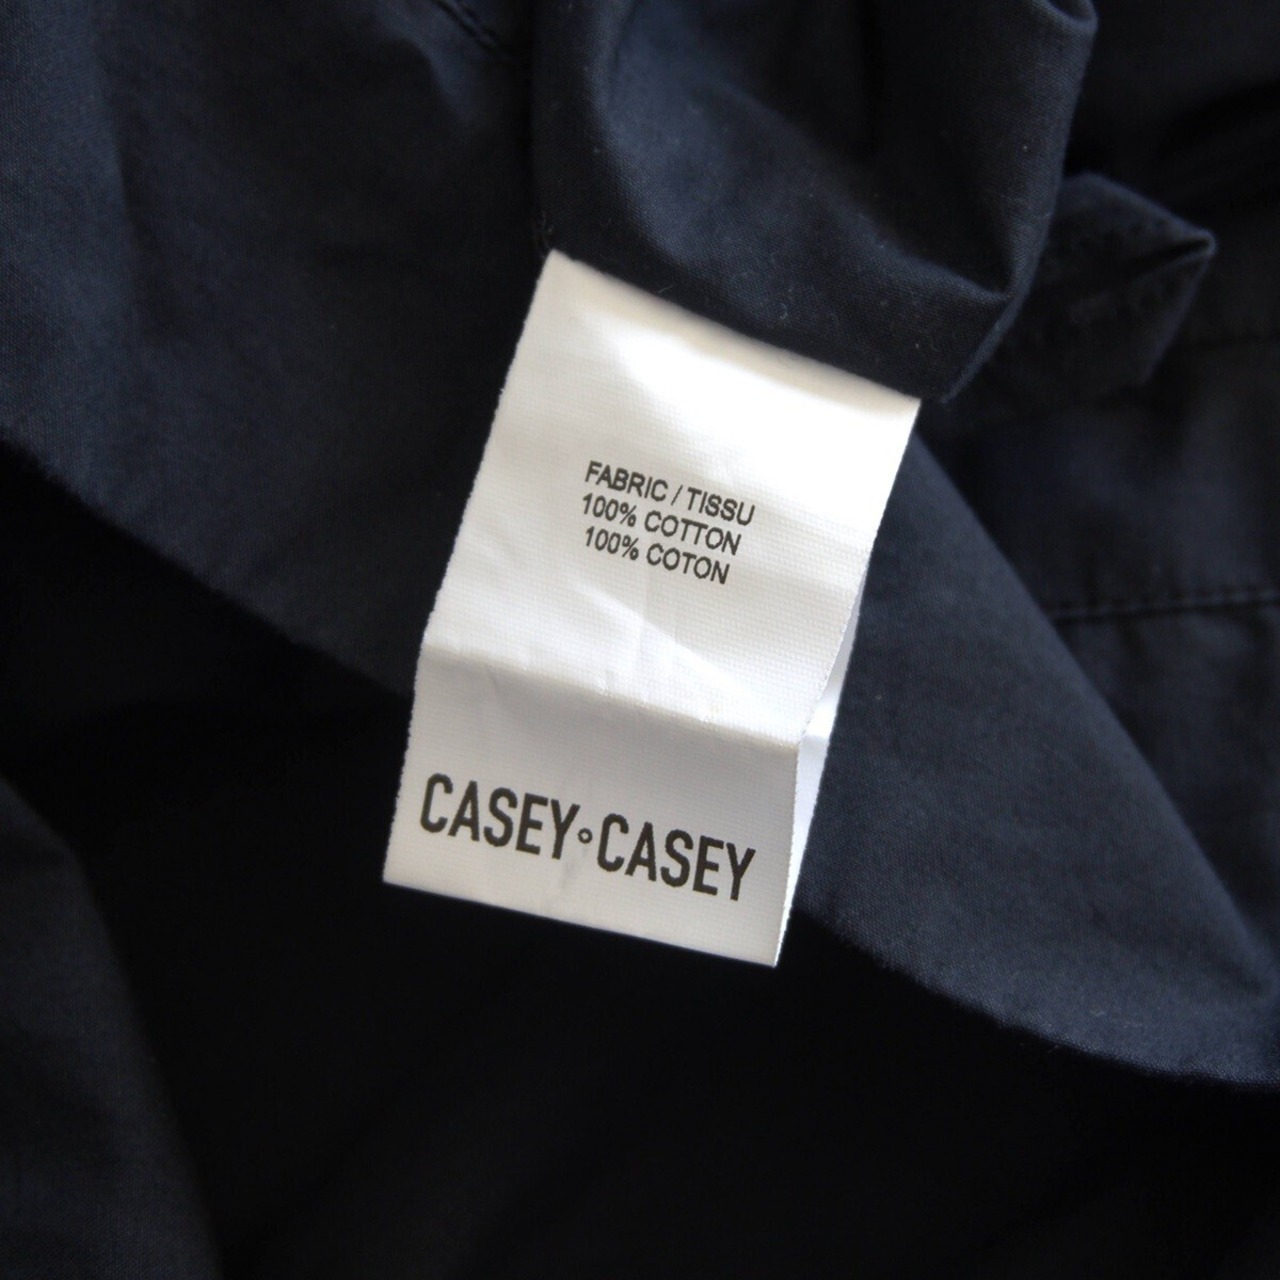 FABRIC / TISSU
100% COTTON
100% COTON
CASEY°CASEY